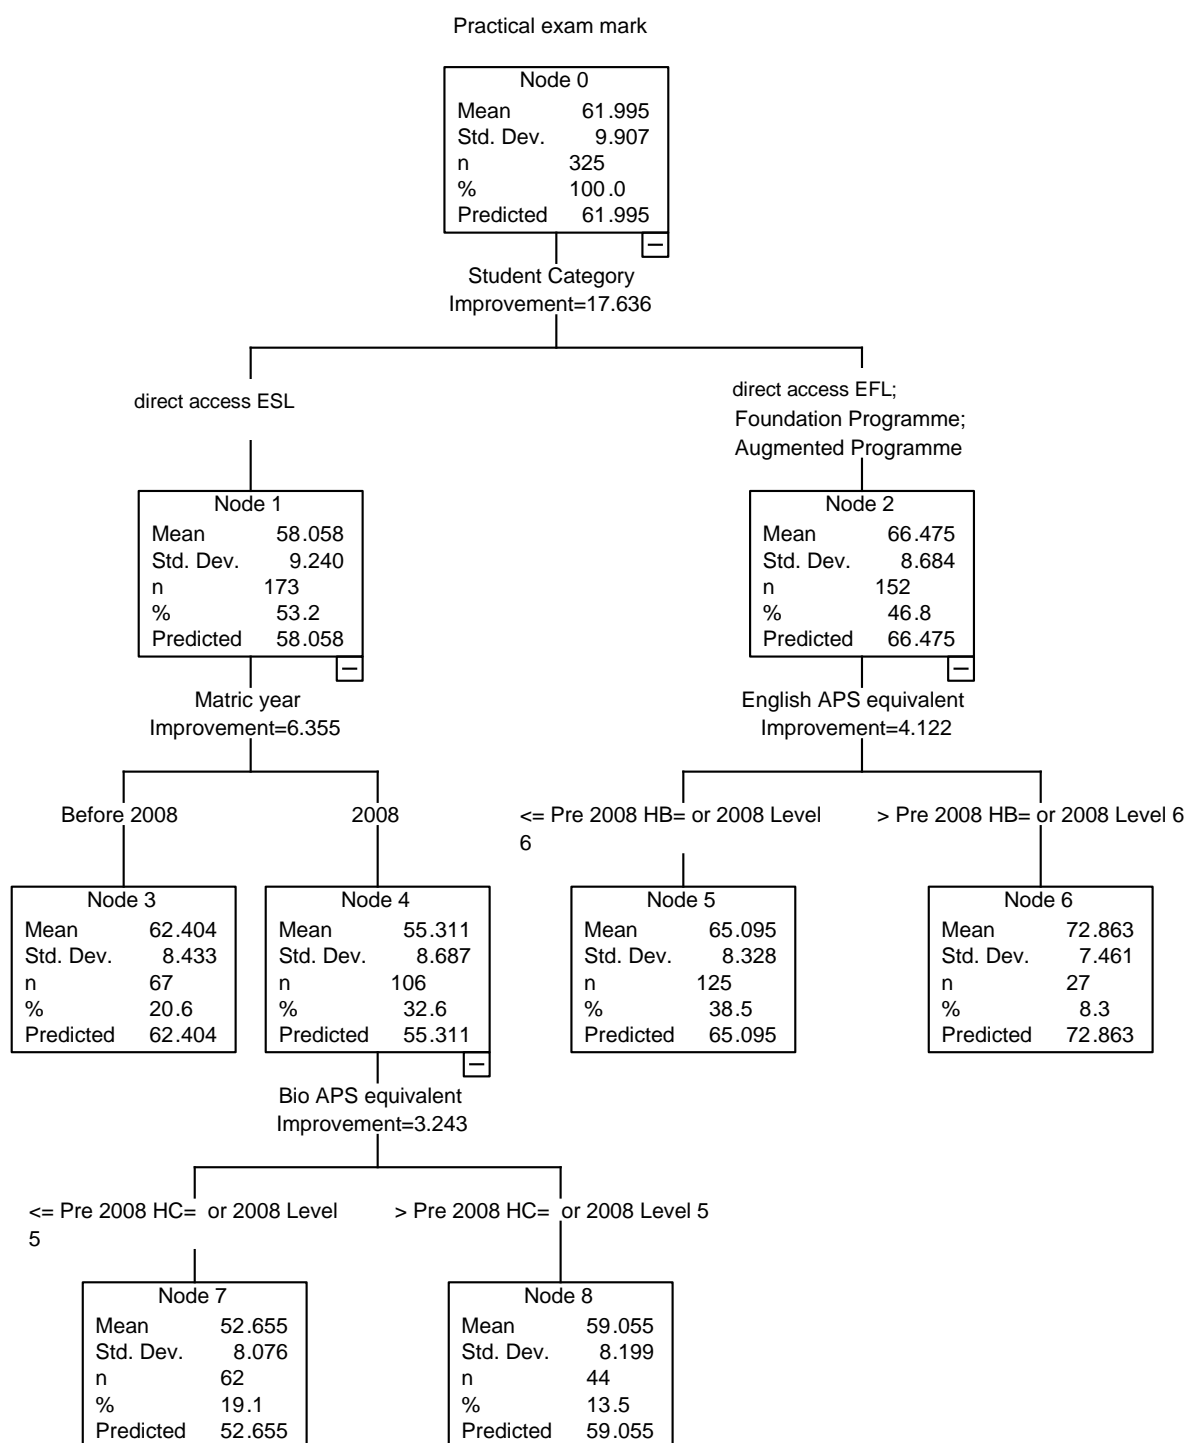 Practical exam mark
Node 0
Mean 61.995
Std. Dev. 9.907
n 325
% 100.0
Predicted 61.995
Student Category
Improvement=17.636
direct access ESL
direct access EFL;
Foundation Programme;
Augmented Programme
Node 1
Mean 58.058
Std. Dev. 9.240
n 173
% 53.2
Predicted 58.058
Node 2
Mean 66.475
Std. Dev. 8.684
n 152
% 46.8
Predicted 66.475
Matric year
Improvement=6.355
English APS equivalent
Improvement=4.122
Before 2008
2008
<= Pre 2008 HB= or 2008 Level
6
> Pre 2008 HB= or 2008 Level 6
Node 3
Mean 62.404
Std. Dev. 8.433
n 67
% 20.6
Predicted 62.404
Node 4
Mean 55.311
Std. Dev. 8.687
n 106
% 32.6
Predicted 55.311
Node 5
Mean 65.095
Std. Dev. 8.328
n 125
% 38.5
Predicted 65.095
Node 6
Mean 72.863
Std. Dev. 7.461
n 27
% 8.3
Predicted 72.863
Bio APS equivalent
Improvement=3.243
<= Pre 2008 HC= or 2008 Level
5
> Pre 2008 HC= or 2008 Level 5
Node 7
Mean 52.655
Std. Dev. 8.076
n 62
% 19.1
Predicted 52.655
Node 8
Mean 59.055
Std. Dev. 8.199
n 44
% 13.5
Predicted 59.055